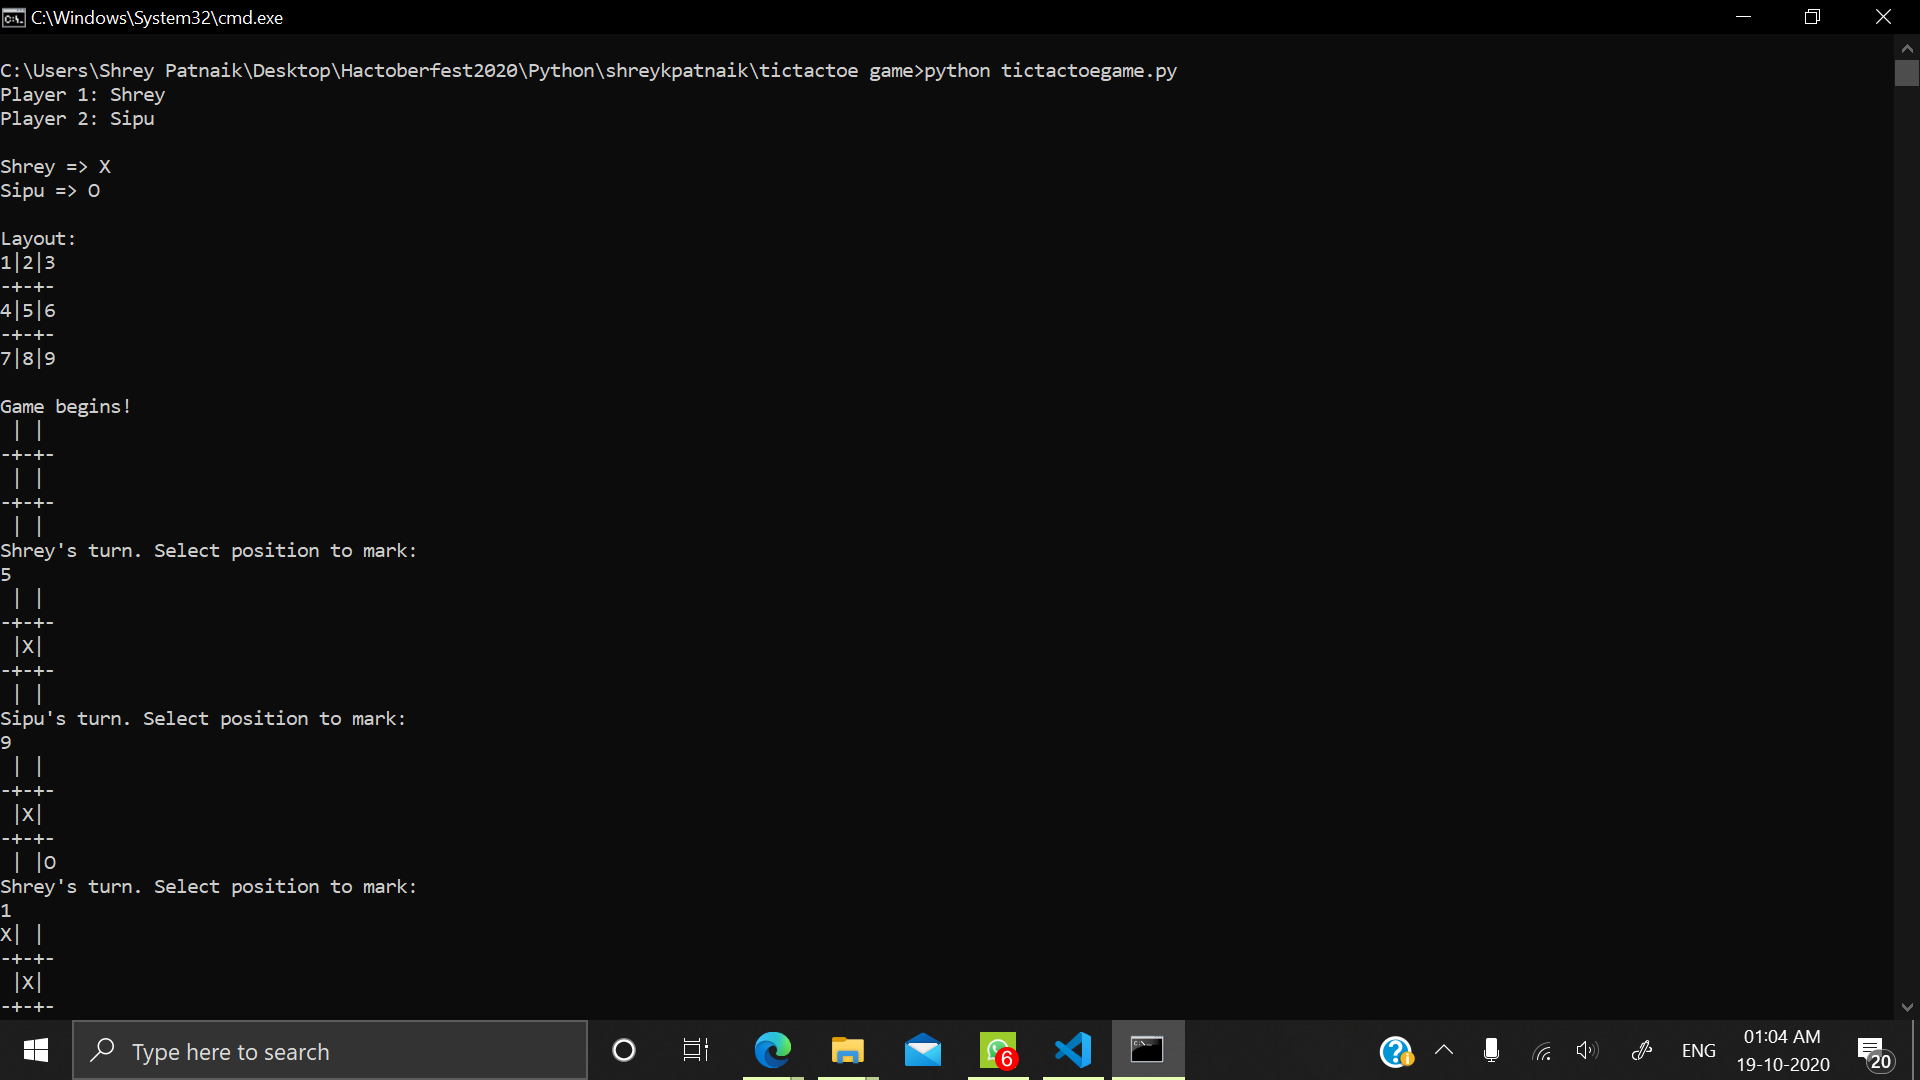 C:\Windows\System32\cmd.exe
C:\Users\Shrey Patnaik\Desktop\Hactoberfest2020\Python\shreykpatnaik\tictactoe game>python tictactoegame.py
Player 1: Shrey
Player 2: Sipu
Shrey => X
Sipu => O
Layout:
1|2|3
-+-+-
4|5|6
-+-+-
7|8|9
Game begins!
 | |
-+-+-
 | |
-+-+-
 | |
Shrey's turn. Select position to mark:
5
 | |
-+-+-
 |X|
-+-+-
 | |
Sipu's turn. Select position to mark:
9
 | |
-+-+-
 |X|
-+-+-
 | |O
Shrey's turn. Select position to mark:
1
X| |
-+-+-
 |X|
-+-+-
Type here to search
6
ENG
01:04 AM
19-10-2020
20